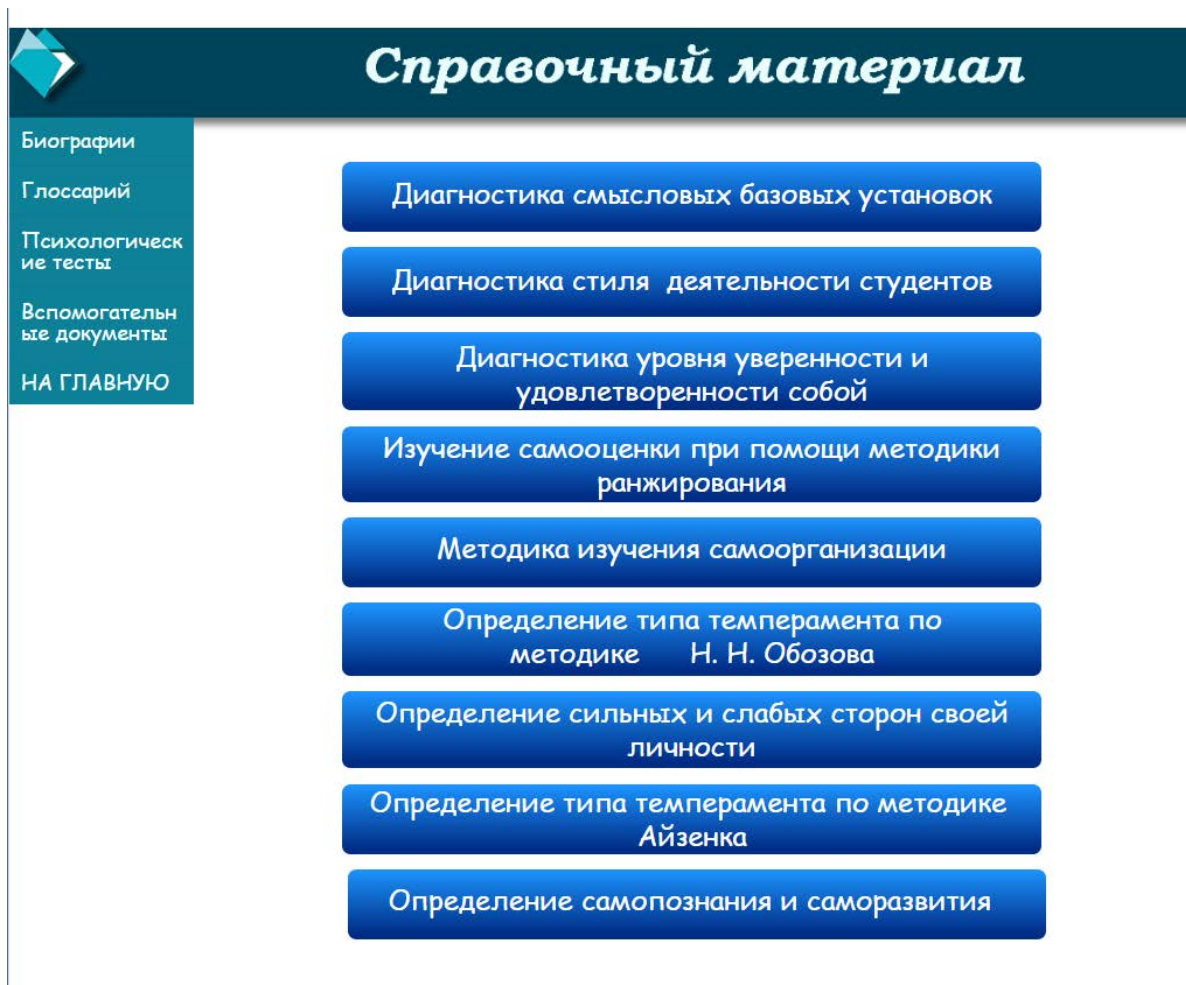 Справочный материал
Биографии
Глоссарий
Психологическ
ие тесты
Вспомогательн
ые документы
НА ГЛАВНУЮ
Диагностика смысловых базовых установок
Диагностика стиля деятельности студентов
Диагностика уровня уверенности и
удовлетворенности собой
Изучение самооценки при помощи методики
ранжирования
Методика изучения самоорганизации
Определение типа темперамента по
методике Н. Н. Обозова
Определение сильных и слабых сторон своей
личности
Определение типа темперамента по методике
Айзенка
Определение самопознания и саморазвития